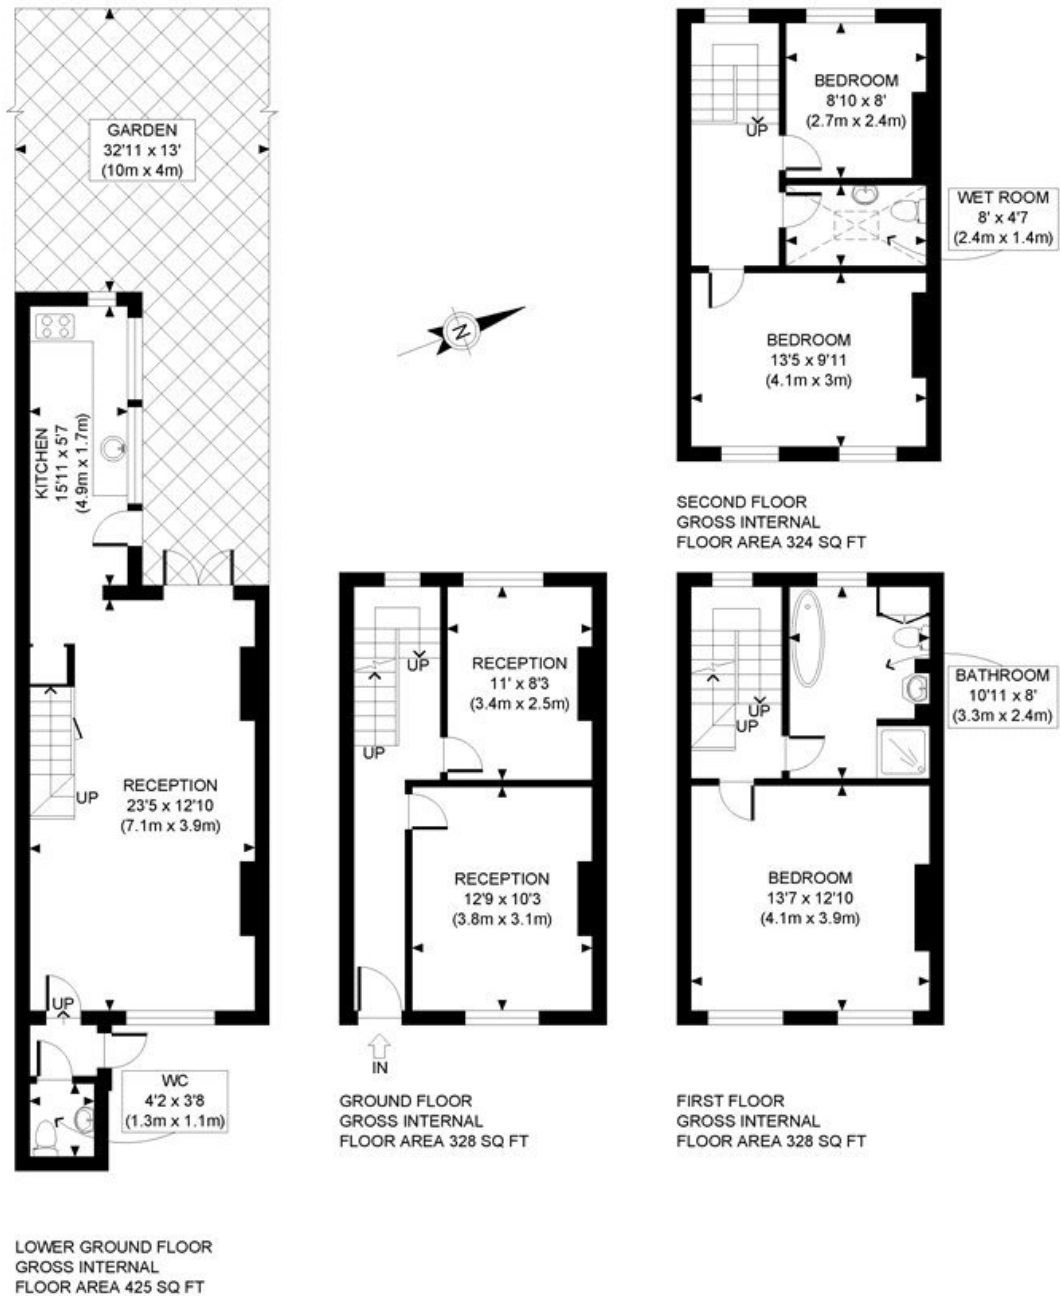 GARDEN
32'11 x 13'
(10m x 4m)
KITCHEN
15'11 x 5'7
(4.9m x 1.7m)
UP
RECEPTION
23'5 x 12'10
(7.1m x 3.9m)
UP
WC
4'2 x 3'8
(1.3m x 1.1m)
LOWER GROUND FLOOR
GROSS INTERNAL
FLOOR AREA 425 SQ FT
N
UP
UP
RECEPTION
11' x 8'3
(3.4m x 2.5m)
RECEPTION
12'9 x 10'3
(3.8m x 3.1m)
IN
GROUND FLOOR
GROSS INTERNAL
FLOOR AREA 328 SQ FT
UP
BEDROOM
8'10 x 8'
(2.7m x 2.4m)
WET ROOM
8' x 4'7
(2.4m x 1.4m)
BEDROOM
13'5 x 9'11
(4.1m x 3m)
SECOND FLOOR
GROSS INTERNAL
FLOOR AREA 324 SQ FT
UP
UP
BATHROOM
10'11 x 8'
(3.3m x 2.4m)
BEDROOM
13'7 x 12'10
(4.1m x 3.9m)
FIRST FLOOR
GROSS INTERNAL
FLOOR AREA 328 SQ FT